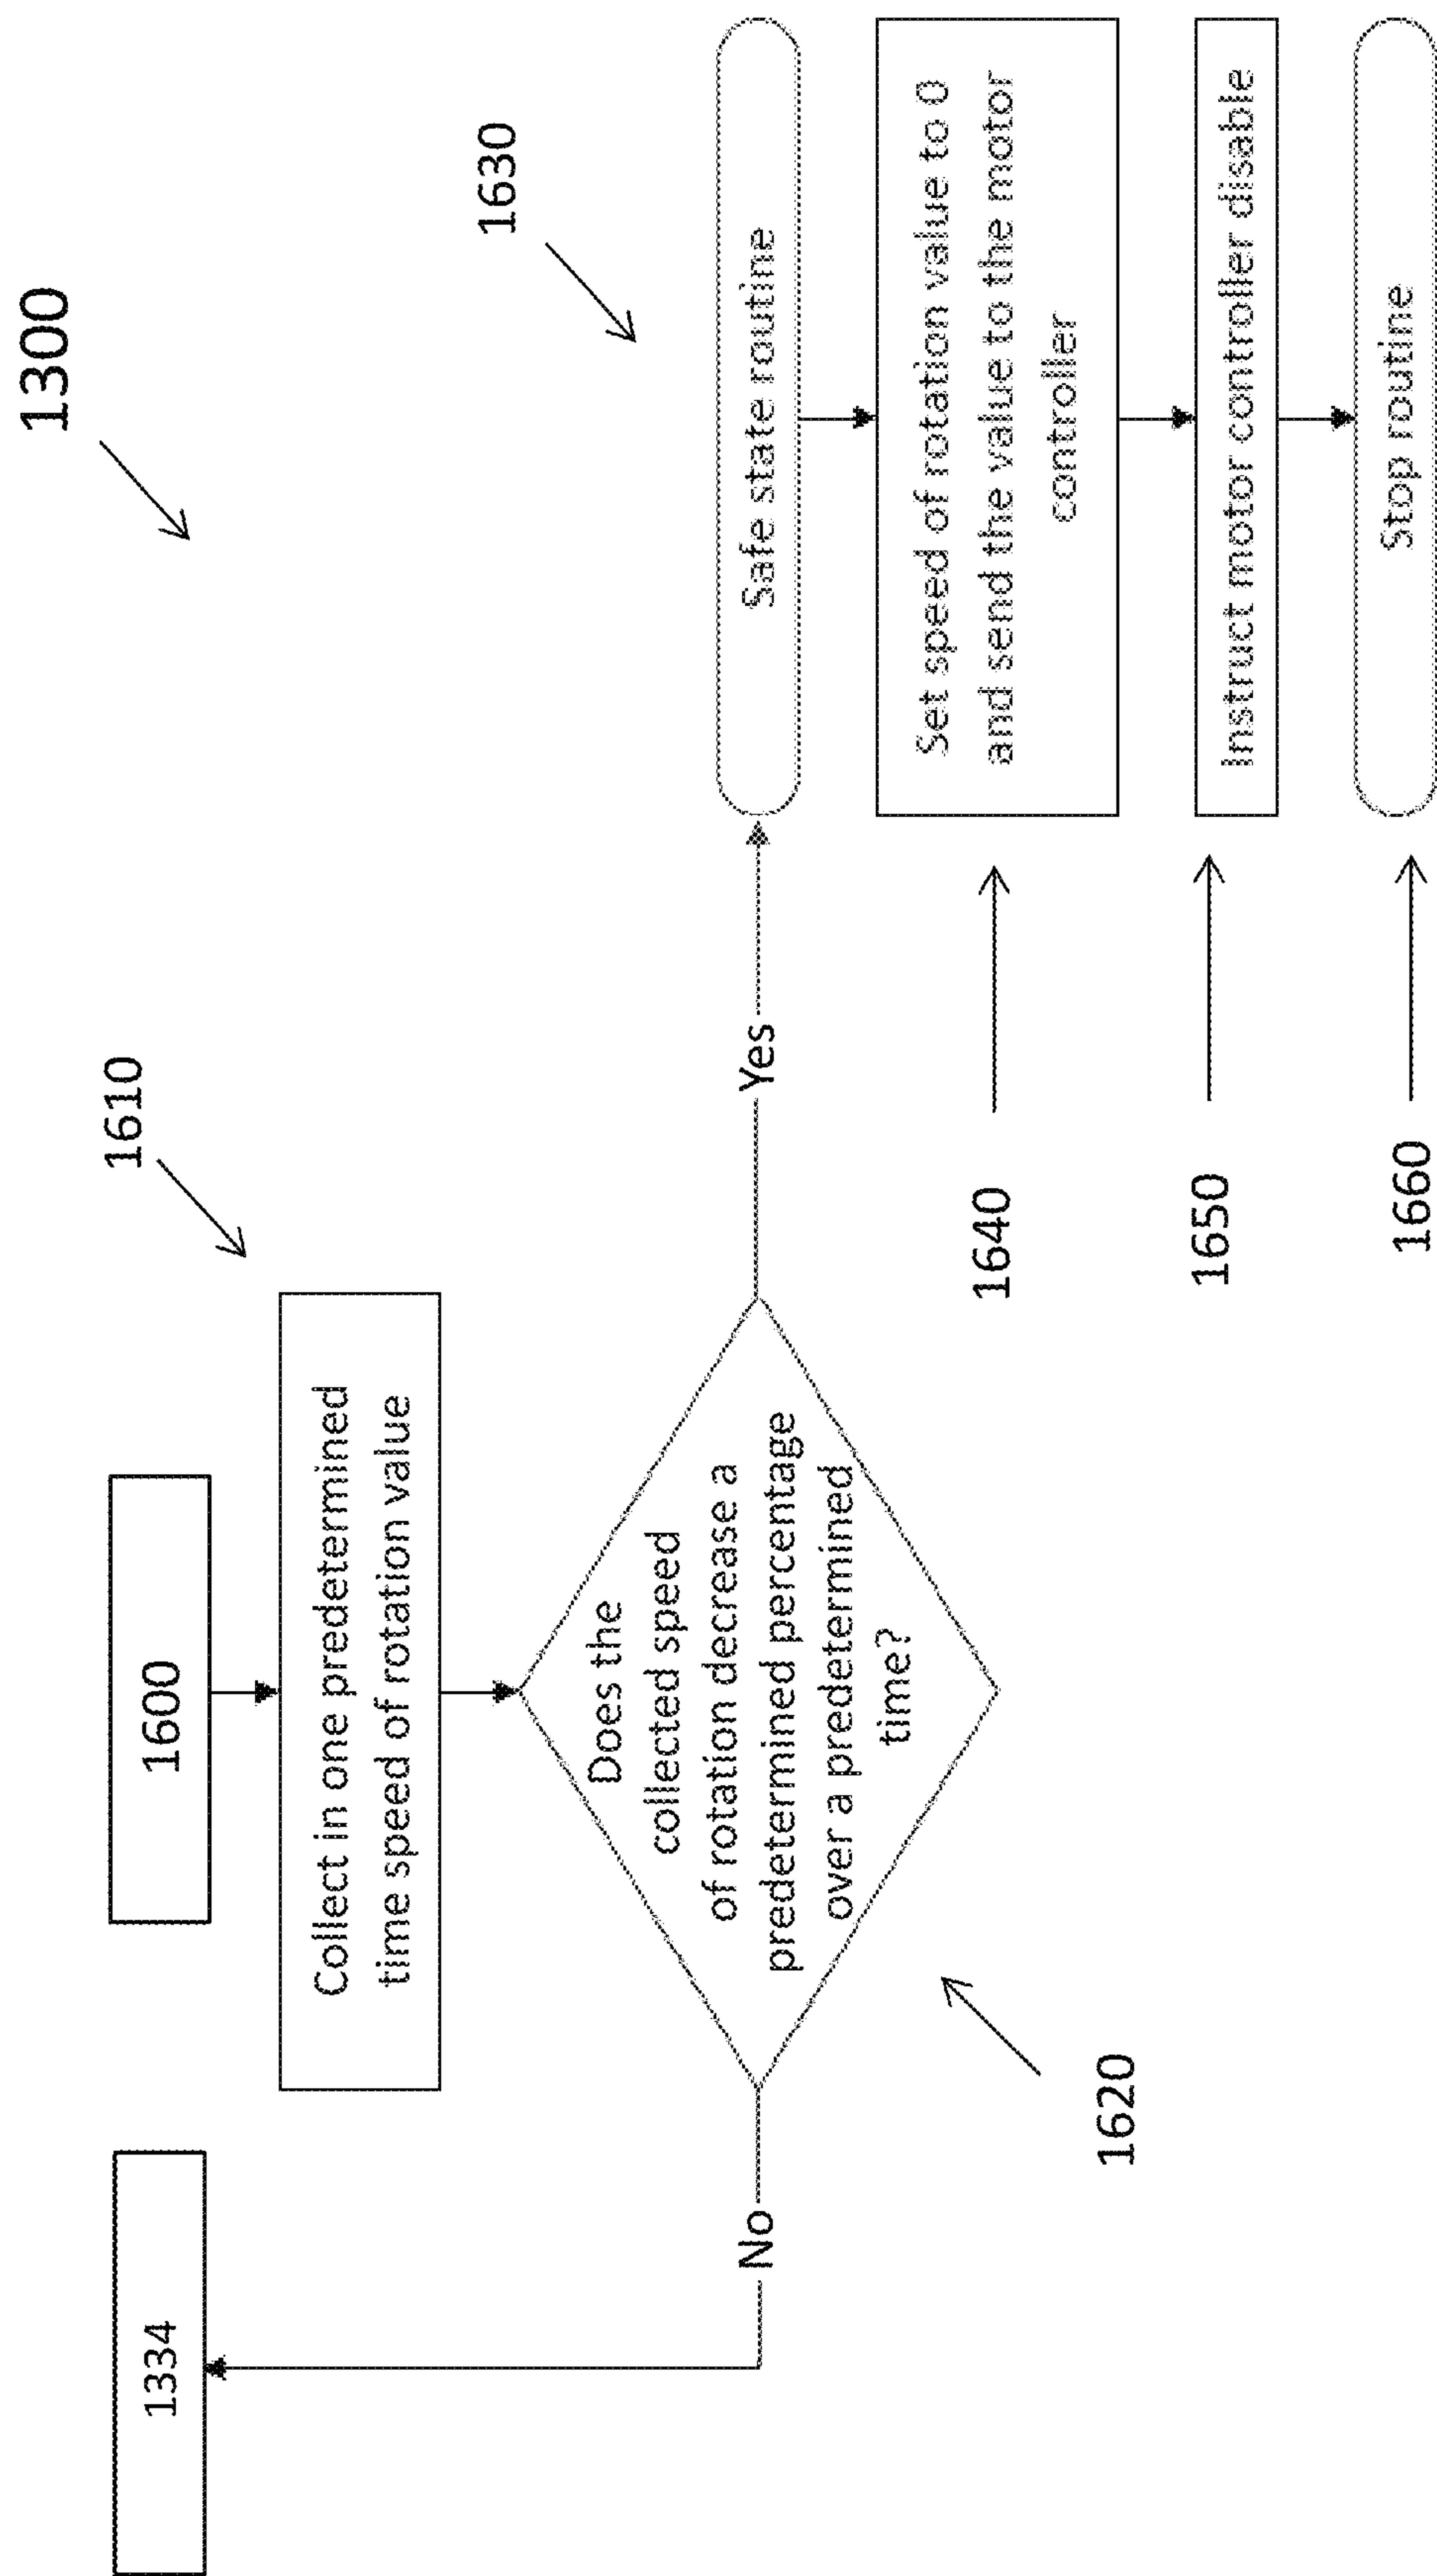 1300
1334
1600
1610
Collect in one predetermined
time speed of rotation value
Does the
collected speed
of rotation decrease a
predetermined percentage
over a predetermined
time?
1620
No
Yes
1630
Safe state routine
1640
Set speed of rotation value to 0
and send the value to the motor
controller
1650
Instruct motor controller disable
1660
Stop routine